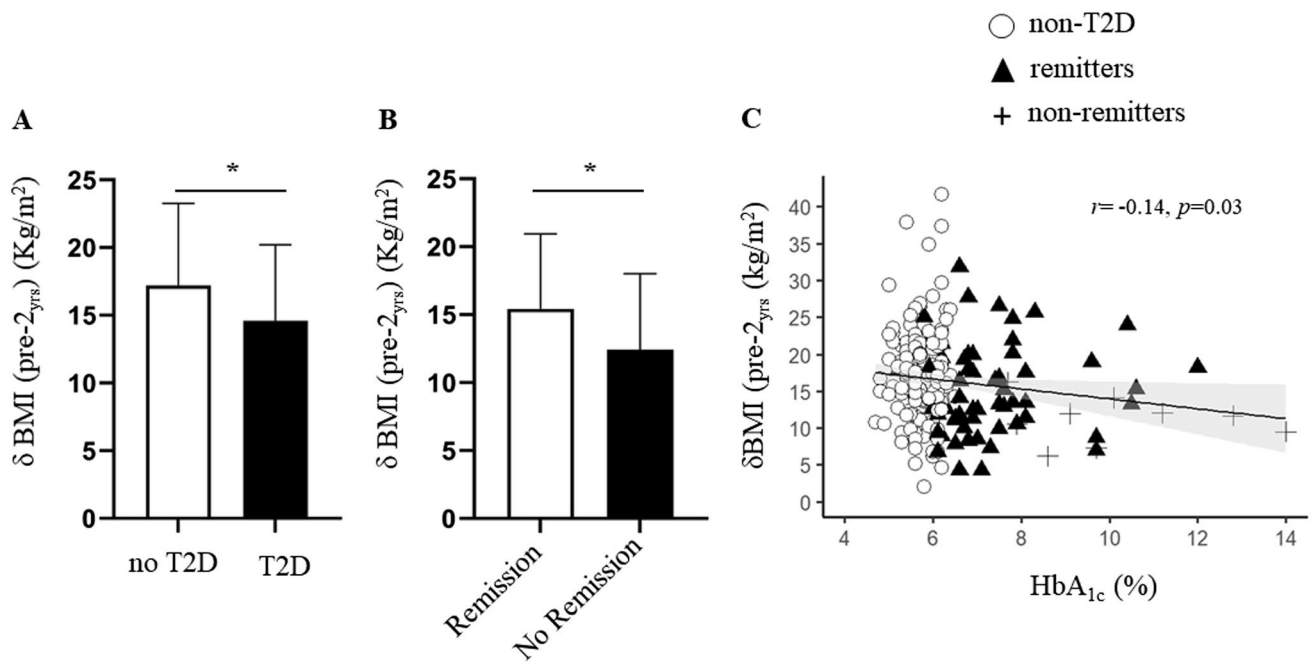 non-T2D
remitters
non-remitters
A
δ BMI (pre-2yrs) (Kg/m²)
25
20
15
10
5
0
*
no T2D
T2D
B
δ BMI (pre-2yrs) (Kg/m²)
25
20
15
10
5
0
*
Remission
No Remission
C
δBMI (pre-2yrs (kg/m²)
40
35
30
25
20
15
10
5
0
r= -0.14, p=0.03
4
6
8
10
12
14
HbA1c (%)